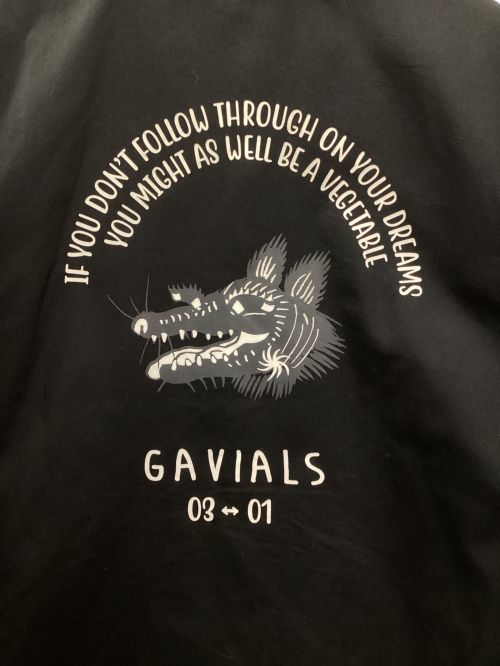 IF YOU DON'T FOLLOW THROUGH ON YOUR DREAMS
YOU MIGHT AS WELL BE A VEGETABLE
GAVIALS
03 ↔ 01